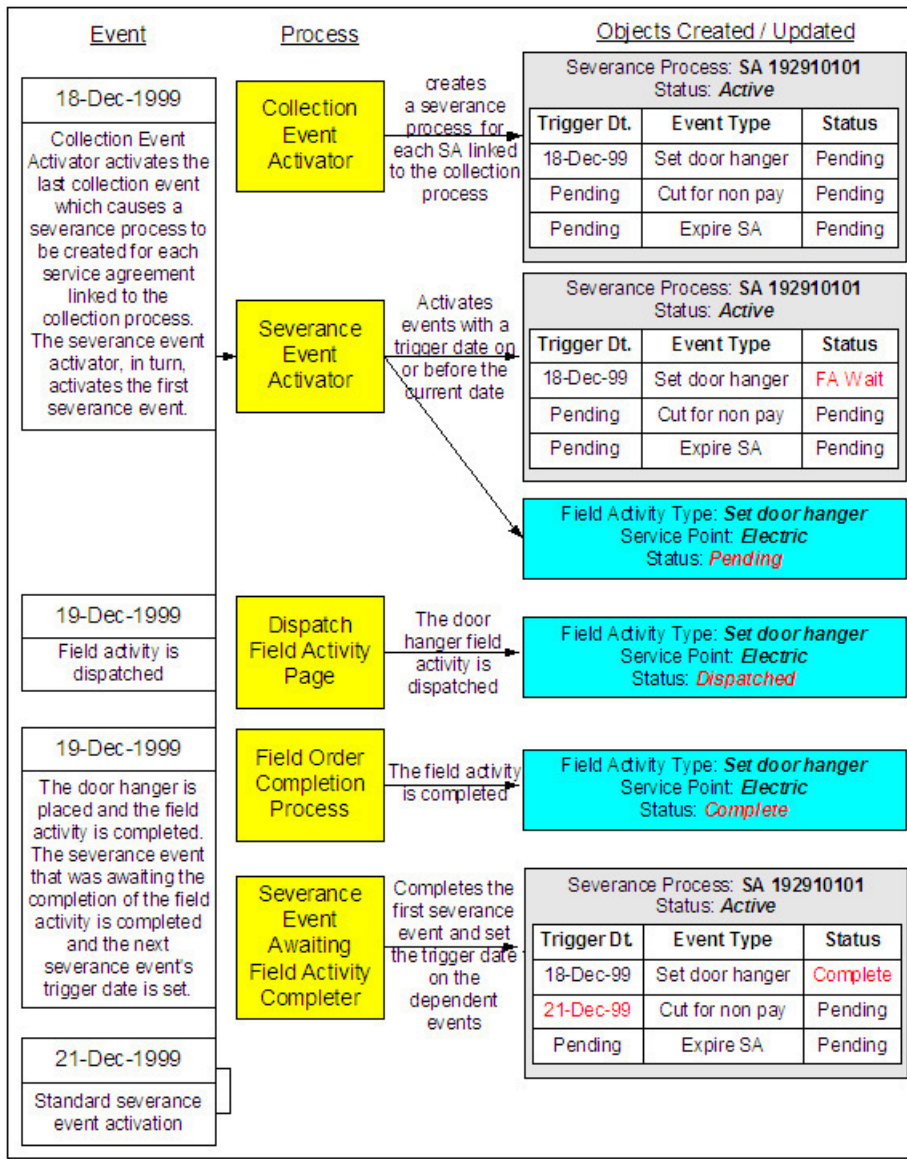 Event
Process
Objects Created / Updated
18-Dec-1999
Collection Event
Activator activates the
last collection event
which causes a
severance process to
be created for each
service agreement
linked to the
collection process.
The severance event
activator, in turn,
activates the first
severance event.
Collection
Event
Activator
creates
a severance
process for
each SA linked
to the collection
process
Severance Process: SA 192910101
Status: Active
Trigger Dt. Event Type Status
18-Dec-99 Set door hanger Pending
Pending Cut for non pay Pending
Pending Expire SA Pending
Severance
Event
Activator
Activates
events with a
trigger date on
or before the
current date
Severance Process: SA 192910101
Status: Active
Trigger Dt. Event Type Status
18-Dec-99 Set door hanger FA Wait
Pending Cut for non pay Pending
Pending Expire SA Pending
Field Activity Type: Set door hanger
Service Point: Electric
Status: Pending
19-Dec-1999
Field activity is
dispatched
Dispatch
Field Activity
Page
The door
hanger field
activity is
dispatched
Field Activity Type: Set door hanger
Service Point: Electric
Status: Dispatched
19-Dec-1999
The door hanger is
placed and the field
activity is completed.
The severance event
that was awaiting the
completion of the field
activity is completed
and the next
severance event's
trigger date is set.
Field Order
Completion
Process
The field activity
is completed
Field Activity Type: Set door hanger
Service Point: Electric
Status: Complete
Severance
Event
Awaiting
Field Activity
Completer
Completes the
first severance
event and set
the trigger date
on the
dependent
events
Severance Process: SA 192910101
Status: Active
Trigger Dt. Event Type Status
18-Dec-99 Set door hanger Complete
21-Dec-99 Cut for non pay Pending
Pending Expire SA Pending
21-Dec-1999
Standard severance
event activation